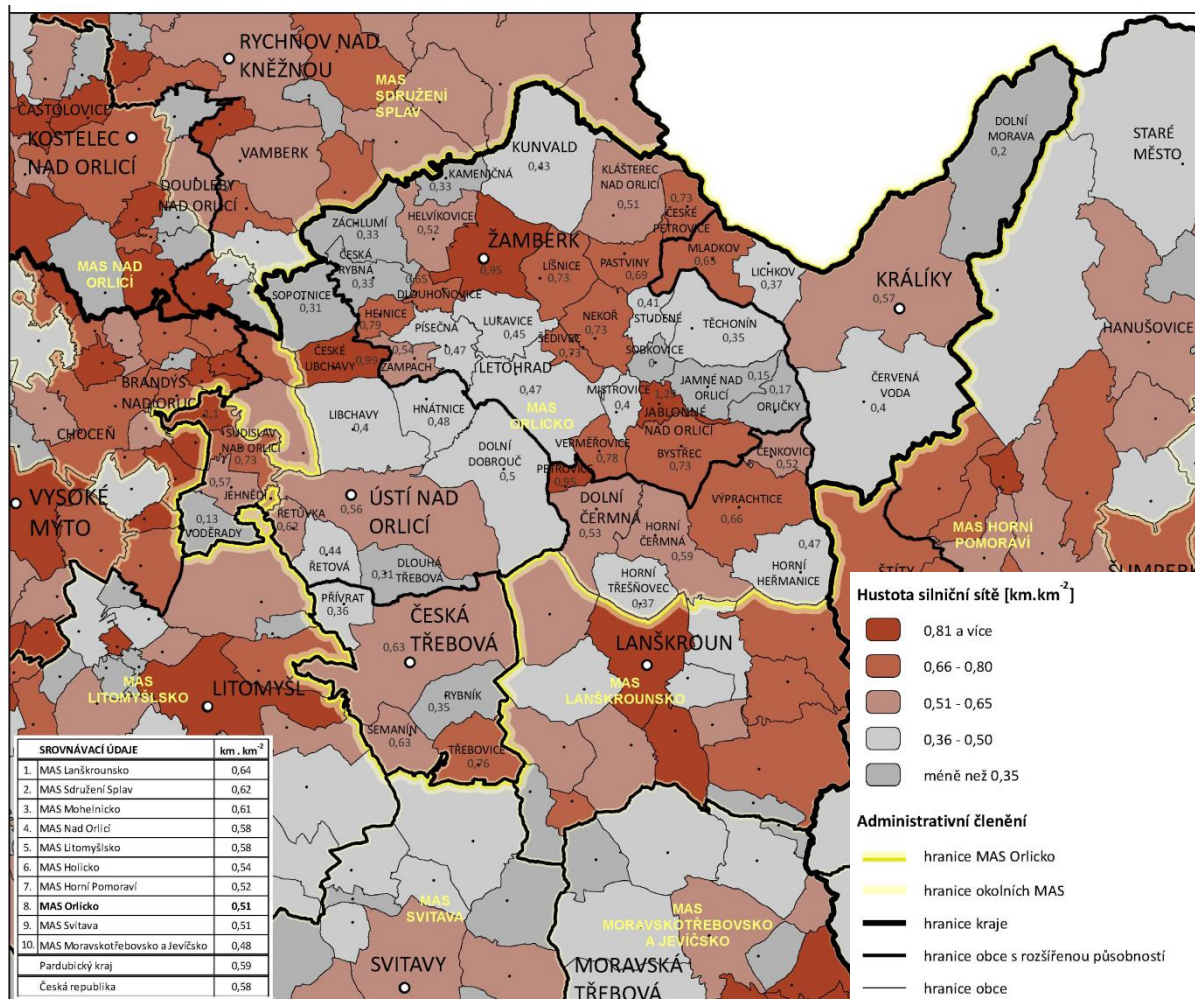 RYCHNOV NAD
KNĚŽNOU
MAS
SDRUŽENÍ
SPLAV
ČASTOLOVICE
KOSTELEC
NAD ORLICÍ
VAMBERK
DOUDLEBY
NAD ORLICÍ
MAS NAD
ORLICÍ
DOLNÍ
MORAVA
0,2
STARÉ
MĚSTO
KUNVALD
0,43
KAMENIČNÁ
0,33
KLÁŠTEREC
NAD ORLICÍ
0,51
0,73
ČESKÉ
PETROVICE
ZÁCHLUMÍ
0,33
HELVÍKOVICE
0,52
ŽAMBERK
0,95
MLADKOV
0,65
LICHKOV
0,37
ČESKÁ
RYBNÁ
0,33
0,65
DLOUHOŇOVICE
LÍŠNICE
0,73
PASTVINY
0,69
KRÁLÍKY
0,57
SOPOTNICE
0,31
HEJNICE
0,79
PÍSEČNÁ
0,47
LUKAVICE
0,45
NEKOŘ
0,73
0,41
STUDENÉ
TĚCHONÍN
0,35
HANUŠOVICE
ČESKÉ
LIBCHAVY
0,99
0,54
ŽAMPACH
ŠEDIVEC
0,73
SOBKOVICE
0
LETOHRAD
0,47
MAS
ORLICKO
MISTROVICE
0,4
JAMNÉ NAD
ORLICÍ
0,15
0,17
ORLIČKY
ČERVENÁ
VODA
0,4
BRANDÝS
NAD ORLICÍ
CHOCEŇ
1,1
SUDISLAV
NAD ORLICÍ
0,73
LIBCHAVY
0,4
HNÁTNICE
0,48
JABLONNÉ
NAD ORLICÍ
DOLNÍ
DOBROUČ
0,5
VERMĚŘOVICE
0,78
BYSTŘEC
0,73
ČENKOVICE
0,52
PETROVICE
0,95
VYSOKÉ
MÝTO
0,57
JEHNĚDÍ
0,13
VODĚRADY
ŘETŮVKA
0,62
ÚSTÍ NAD
ORLICÍ
0,56
DOLNÍ
ČERMNÁ
0,53
HORNÍ
ČERMNÁ
0,59
VÝPRACHTICE
0,66
MAS HORNÍ
POMORAVÍ
0,44
ŘETOVÁ
0,31
DLOUHÁ
TŘEBOVÁ
0,47
HORNÍ
HEŘMANICE
HORNÍ
TŘEŠŇOVEC
0,37
ŠTÍTY
ŠUMPERK
PŘÍVRAT
0,36
ČESKÁ
TŘEBOVÁ
0,63
LANŠKROUN
MAS
LANŠKROUNSKO
MAS
LITOMYŠLSKO
LITOMYŠL
RYBNÍK
0,35
SEMANÍN
0,63
TŘEBOVICE
0,76
MAS
SVITAVA
SVITAVY
MAS
MORAVSKOTŘEBOVSKO
A JEVÍČSKO
MORAVSKÁ
TŘEBOVÁ
SROVNÁVACÍ ÚDAJE km . km-2
1. MAS Lanškrounsko 0,64
2. MAS Sdružení Splav 0,62
3. MAS Mohelnicko 0,61
4. MAS Nad Orlicí 0,58
5. MAS Litomyšlsko 0,58
6. MAS Holicko 0,54
7. MAS Horní Pomoraví 0,52
8. MAS Orlicko 0,51
9. MAS Svitava 0,51
10. MAS Moravskotřebovsko a Jevíčsko 0,48
Pardubický kraj 0,59
Česká republika 0,58
Hustota silniční sítě [km.km-2]
0,81 a více
0,66 - 0,80
0,51 - 0,65
0,36 - 0,50
méně než 0,35
Administrativní členění
hranice MAS Orlicko
hranice okolních MAS
hranice kraje
hranice obce s rozšířenou působností
hranice obce